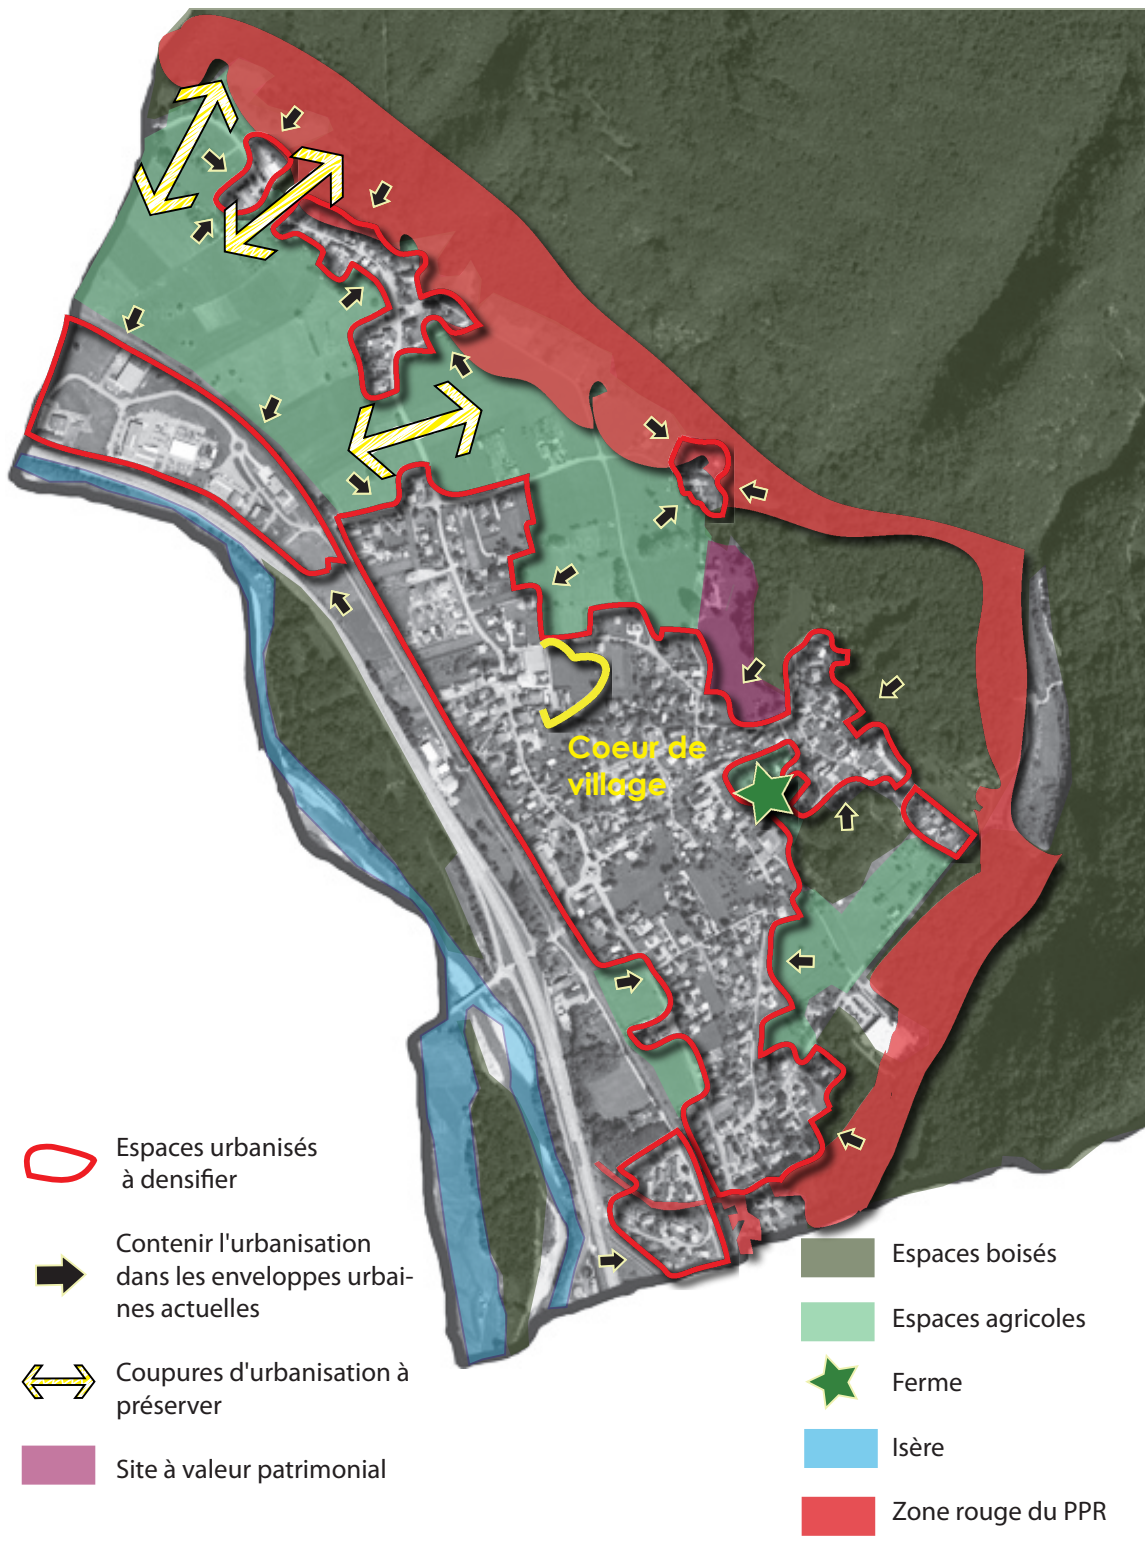 Coeur de
village
Espaces urbanisés
à densifier
Contenir l'urbanisation
dans les enveloppes urbai-
nes actuelles
Coupures d'urbanisation à
préserver
Site à valeur patrimonial
Espaces boisés
Espaces agricoles
Ferme
Isère
Zone rouge du PPR